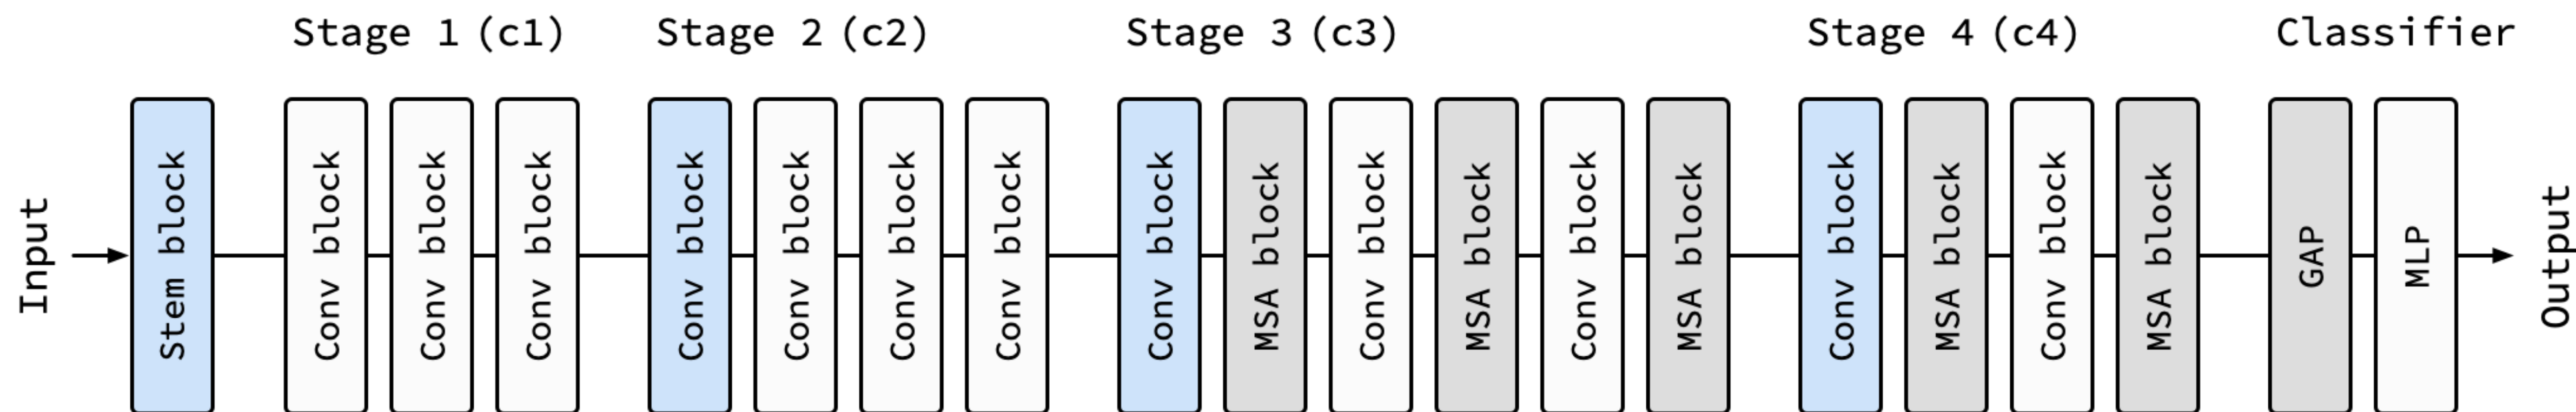 Stage 1 (c1)
Stage 2 (c2)
Stage 3 (c3)
Stage 4 (c4)
Classifier
Input
Stem block
Conv block
Conv block
Conv block
Conv block
Conv block
Conv block
Conv block
Conv block
MSA block
Conv block
MSA block
Conv block
MSA block
Conv block
MSA block
Conv block
MSA block
GAP
MLP
Output